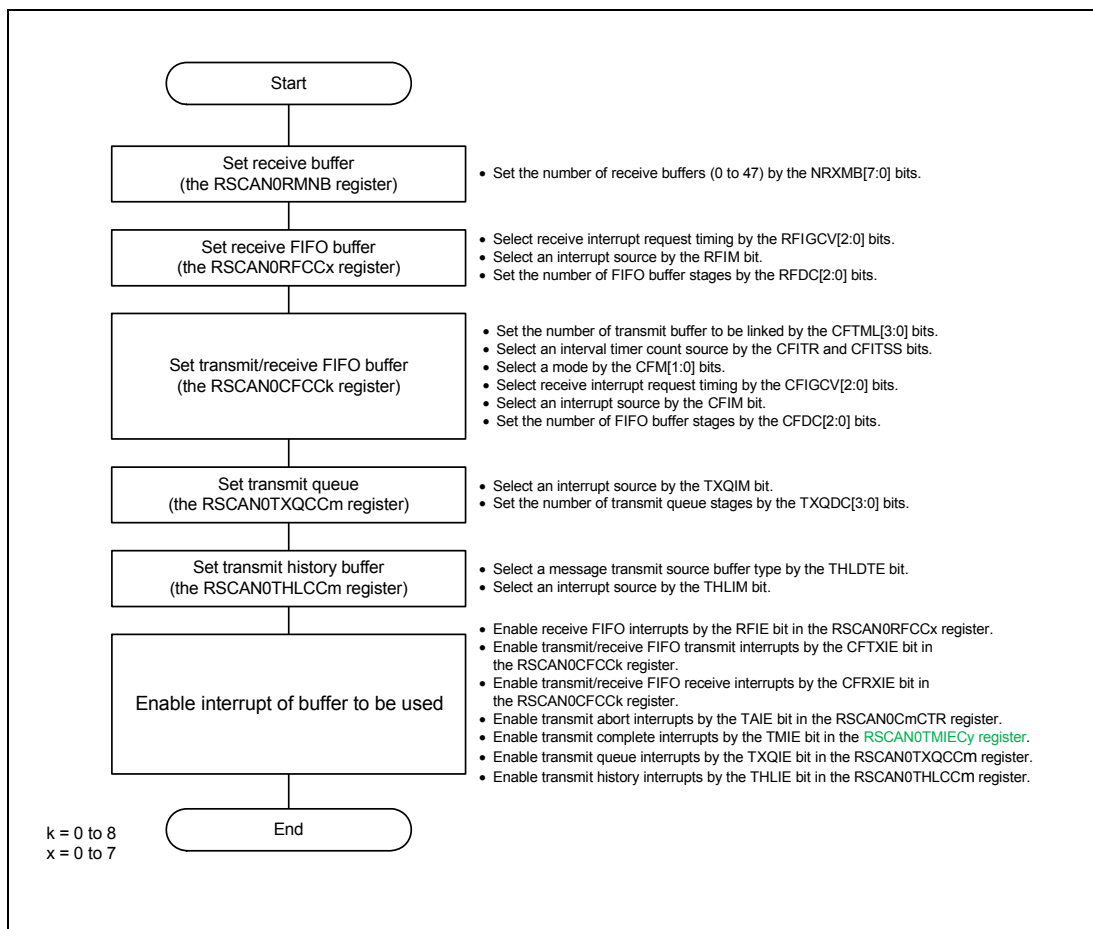 Start
Set receive buffer
(the RSCAN0RMNB register)
• Set the number of receive buffers (0 to 47) by the NRXMB[7:0] bits.
Set receive FIFO buffer
(the RSCAN0RFCCx register)
• Select receive interrupt request timing by the RFIGCV[2:0] bits.
• Select an interrupt source by the RFIM bit.
• Set the number of FIFO buffer stages by the RFDC[2:0] bits.
Set transmit/receive FIFO buffer
(the RSCAN0CFCCk register)
• Set the number of transmit buffer to be linked by the CFTML[3:0] bits.
• Select an interval timer count source by the CFITR and CFITSS bits.
• Select a mode by the CFM[1:0] bits.
• Select receive interrupt request timing by the CFIGCV[2:0] bits.
• Select an interrupt source by the CFIM bit.
• Set the number of FIFO buffer stages by the CFDC[2:0] bits.
Set transmit queue
(the RSCAN0TXQCCm register)
• Select an interrupt source by the TXQIM bit.
• Set the number of transmit queue stages by the TXQDC[3:0] bits.
Set transmit history buffer
(the RSCAN0THLCCm register)
• Select a message transmit source buffer type by the THLDTE bit.
• Select an interrupt source by the THLIM bit.
Enable interrupt of buffer to be used
• Enable receive FIFO interrupts by the RFIE bit in the RSCAN0RFCCx register.
• Enable transmit/receive FIFO transmit interrupts by the CFTXIE bit in
the RSCAN0CFCCk register.
• Enable transmit/receive FIFO receive interrupts by the CFRXIE bit in
the RSCAN0CFCCk register.
• Enable transmit abort interrupts by the TAIE bit in the RSCAN0CmCTR register.
• Enable transmit complete interrupts by the TMIE bit in the RSCAN0TMIECy register.
• Enable transmit queue interrupts by the TXQIE bit in the RSCAN0TXQCCm register.
• Enable transmit history interrupts by the THLIE bit in the RSCAN0THLCCm register.
End
k = 0 to 8
x = 0 to 7